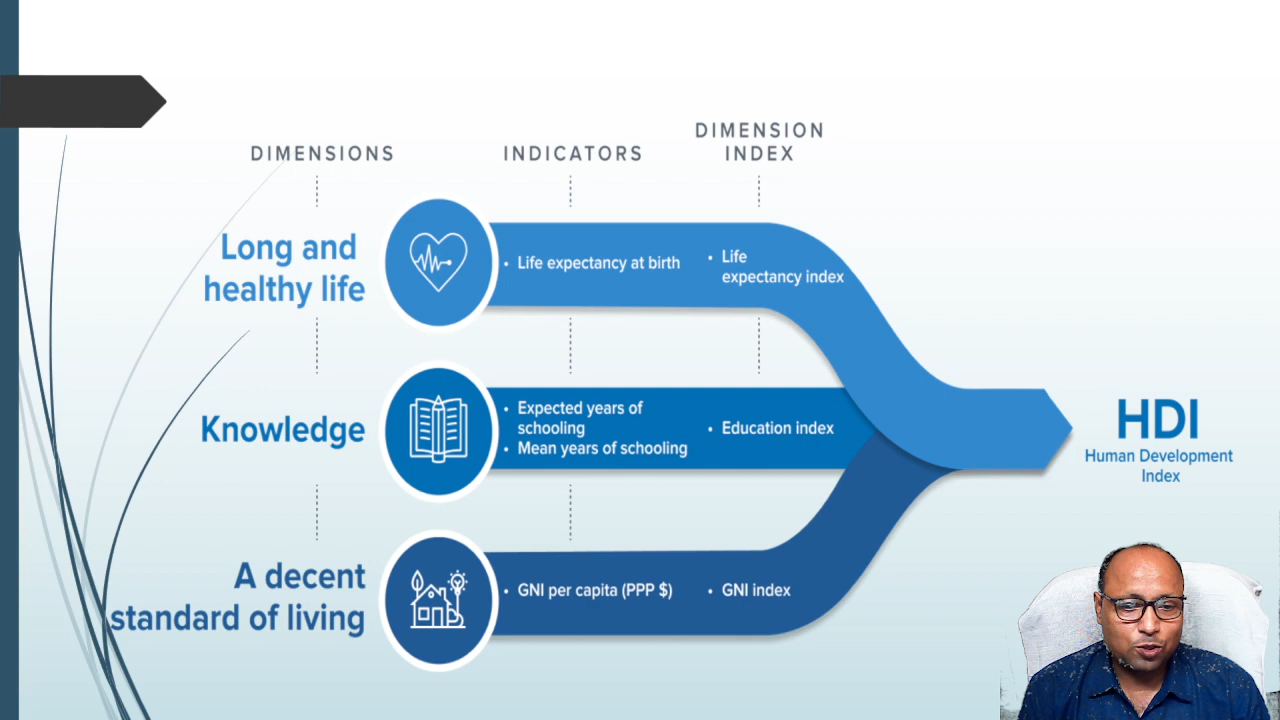 DIMENSIONS
INDICATORS
DIMENSION
INDEX
Long and
healthy life
• Life expectancy at birth
• Life
expectancy index
Knowledge
• Expected years of
schooling
• Mean years of schooling
• Education index
A decent
standard of living
• GNI per capita (PPP $)
• GNI index
HDI
Human Development
Index